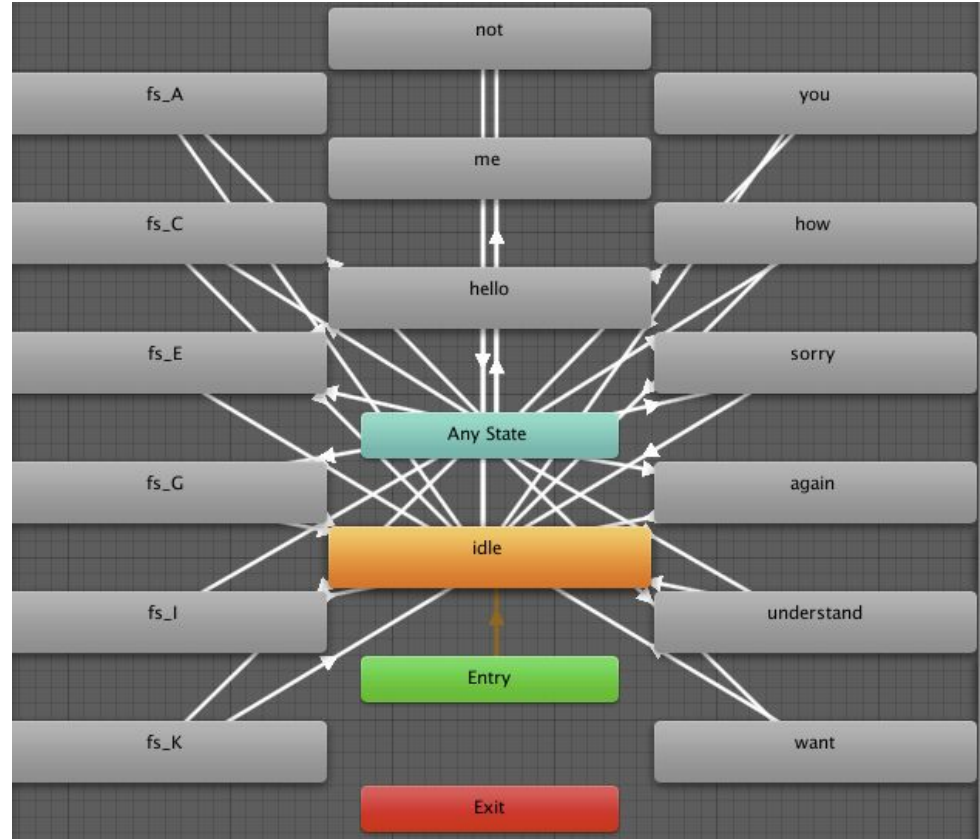 not
fs_A
you
me
fs_C
how
hello
fs_E
sorry
Any State
fs_G
again
idle
fs_I
understand
Entry
fs_K
want
Exit